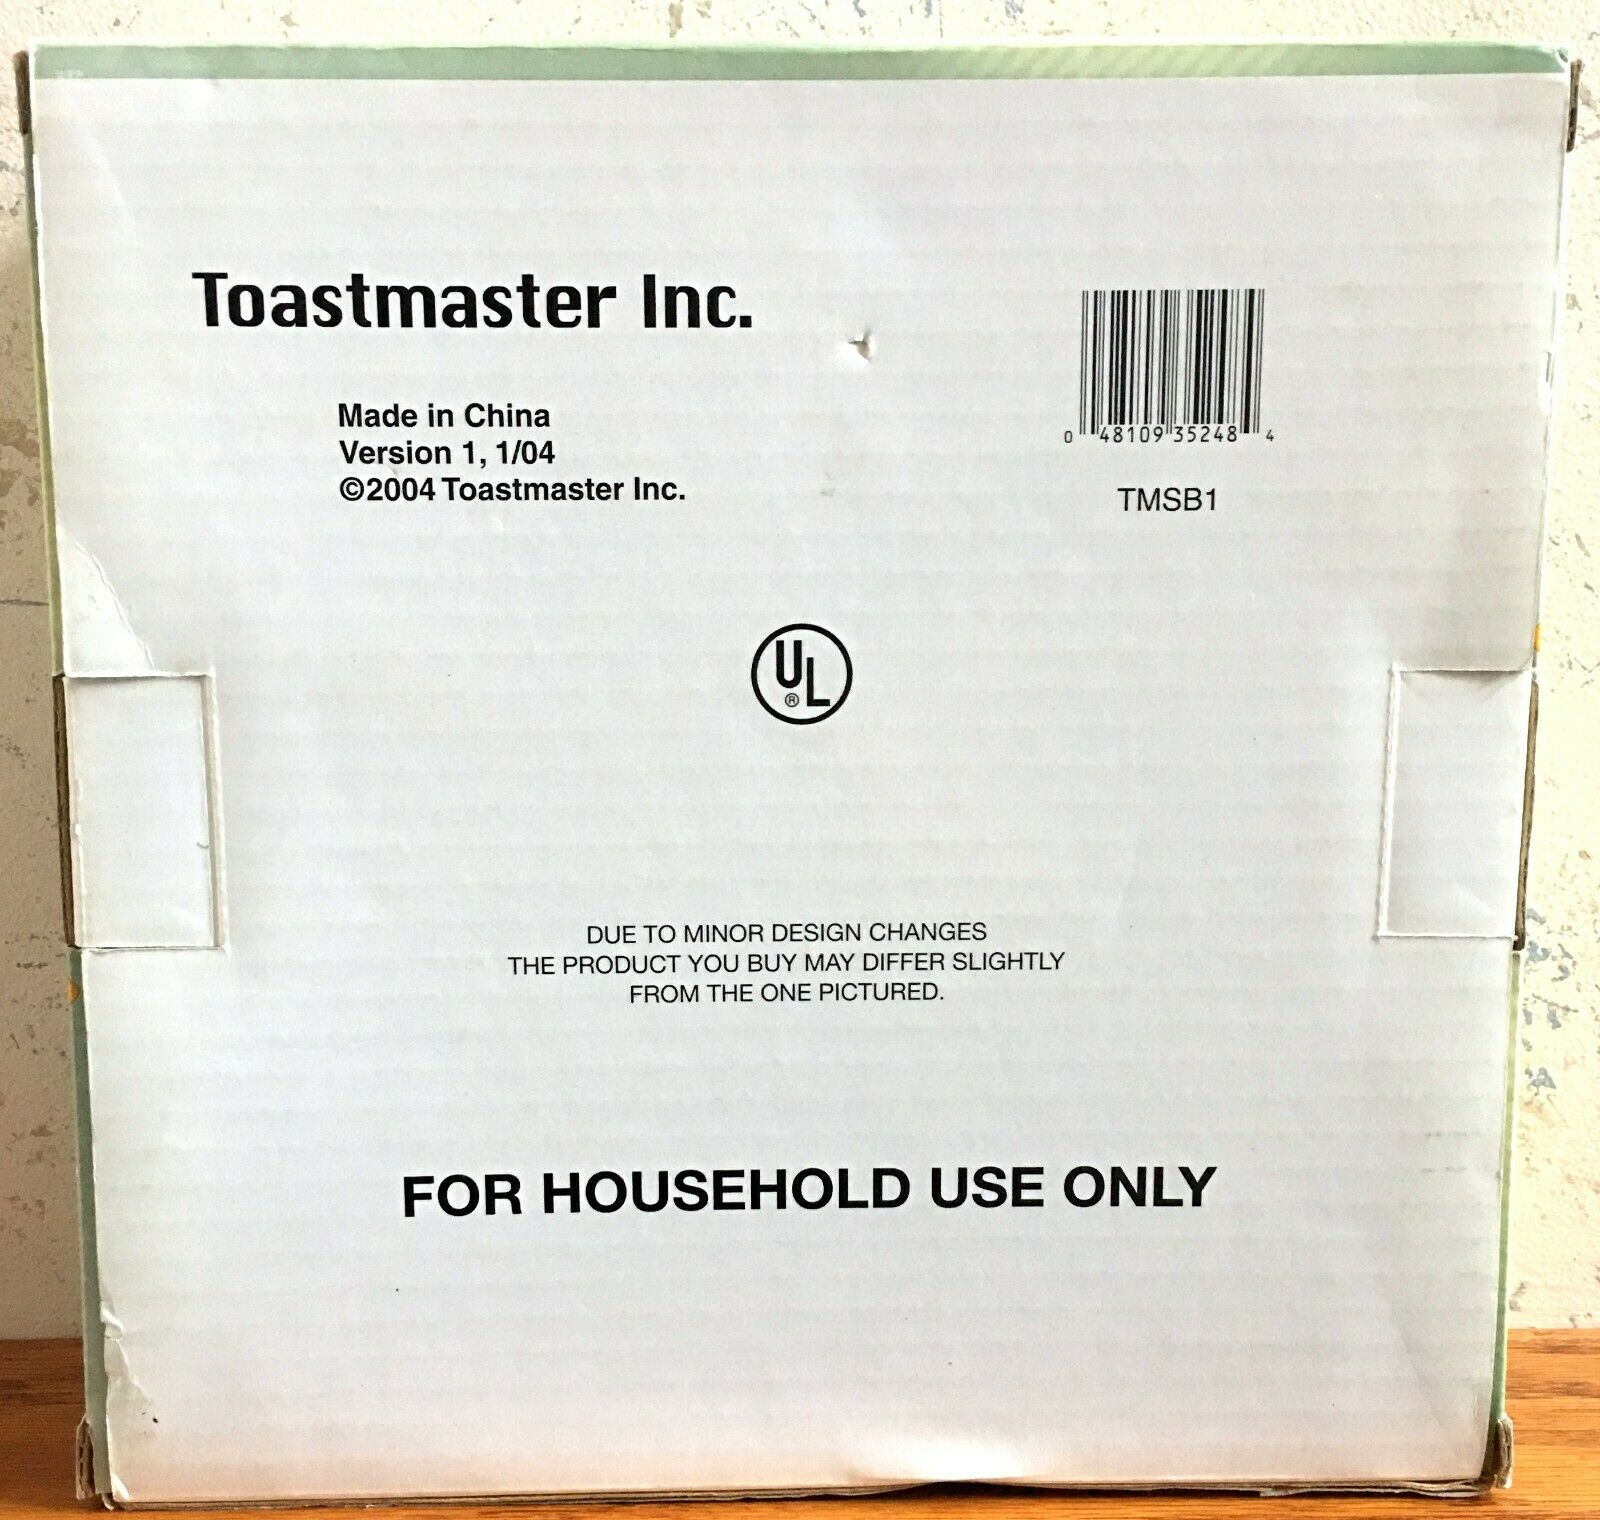 Toastmaster Inc.
Made in China
Version 1, 1/04
©2004 Toastmaster Inc.
0 48109 35248 4
TMSB1
UL
®
DUE TO MINOR DESIGN CHANGES
THE PRODUCT YOU BUY MAY DIFFER SLIGHTLY
FROM THE ONE PICTURED.
FOR HOUSEHOLD USE ONLY